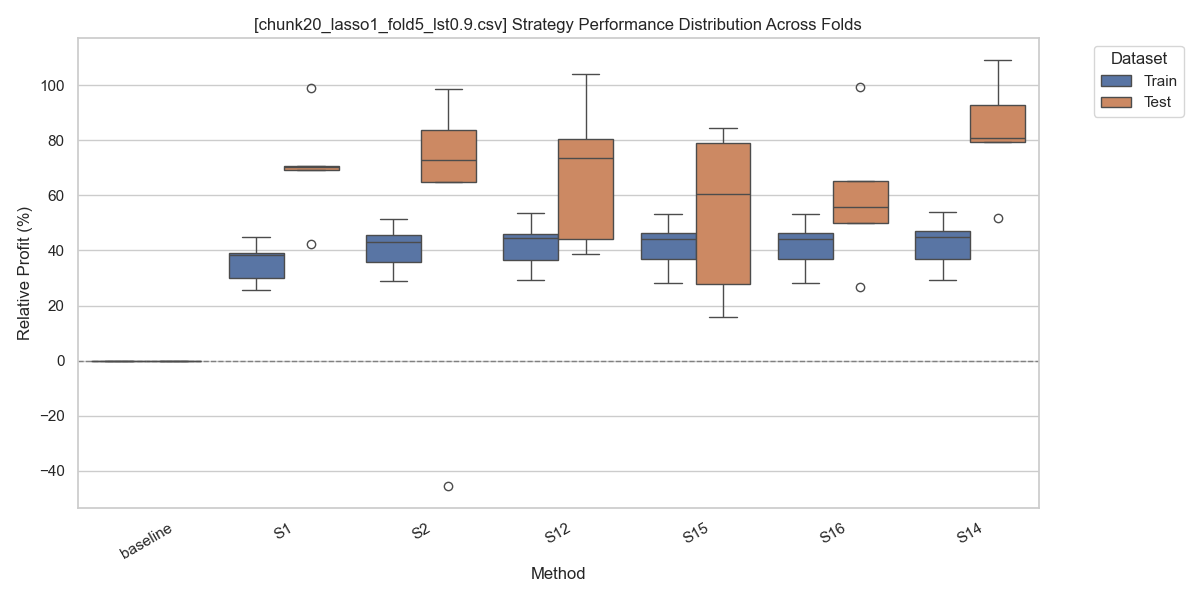 [chunk20_lasso1_fold5_lst0.9.csv] Strategy Performance Distribution Across Folds
Dataset
Train
Test
Relative Profit (%)
100
80
60
40
20
0
−20
−40
baseline
S1
S2
S12
S15
S16
S14
Method